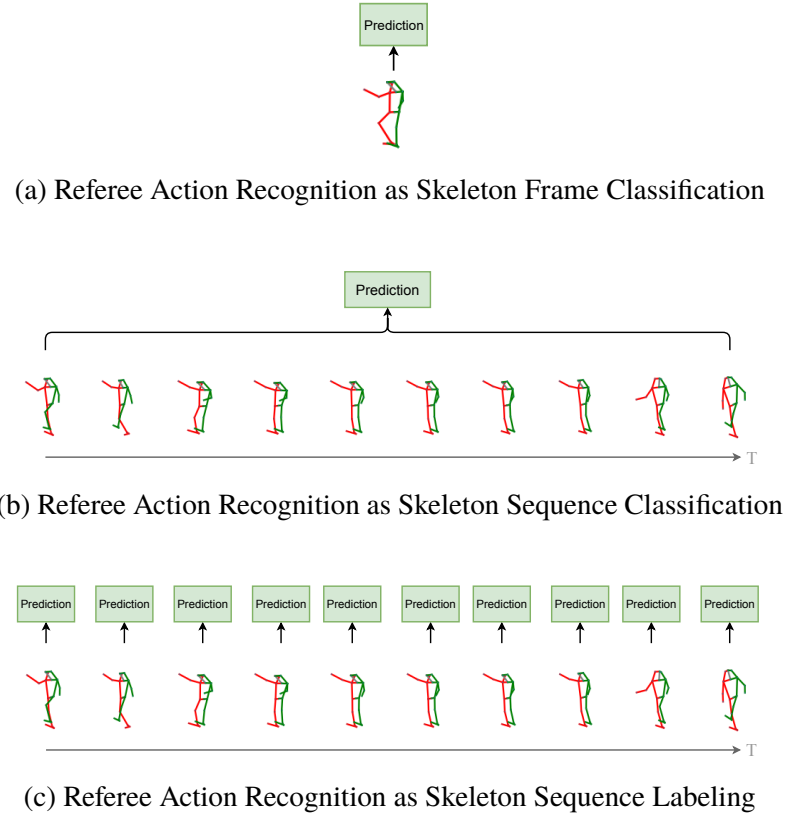 Prediction
(a) Referee Action Recognition as Skeleton Frame Classification
Prediction
T
(b) Referee Action Recognition as Skeleton Sequence Classification
Prediction Prediction Prediction Prediction Prediction Prediction Prediction Prediction Prediction Prediction
T
(c) Referee Action Recognition as Skeleton Sequence Labeling